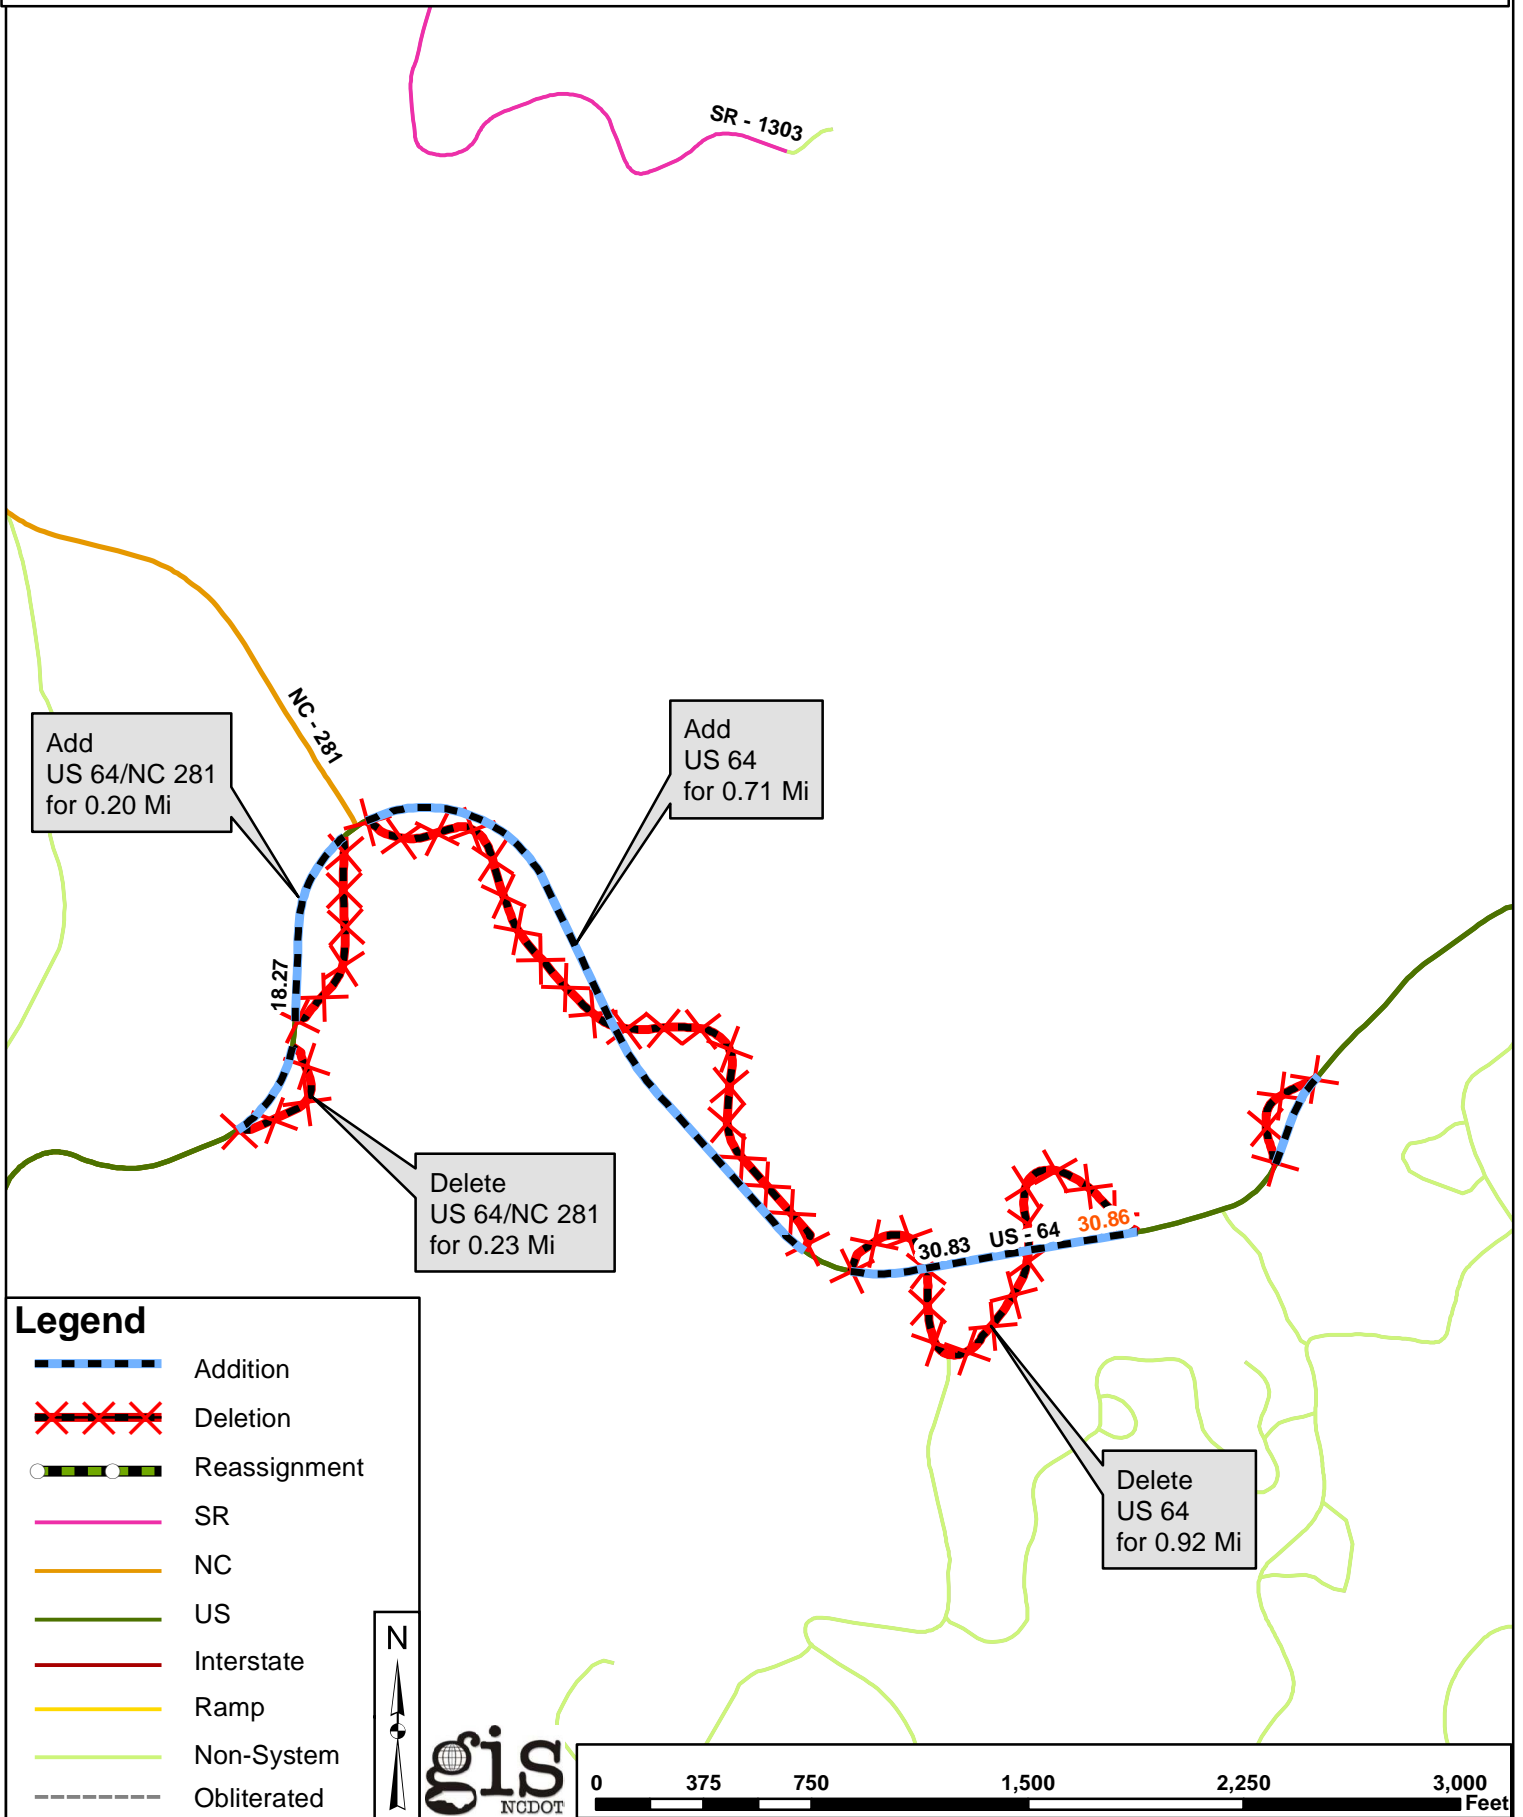 SR - 1303
NC - 281
Add
US 64/NC 281
for 0.20 Mi
Add
US 64
for 0.71 Mi
18.27
Delete
US 64/NC 281
for 0.23 Mi
30.83
US - 64
30.86
Delete
US 64
for 0.92 Mi
Legend
Addition
Deletion
Reassignment
SR
NC
US
Interstate
Ramp
Non-System
Obliterated
N
gis
NCDOT
0 375 750 1,500 2,250 3,000
Feet